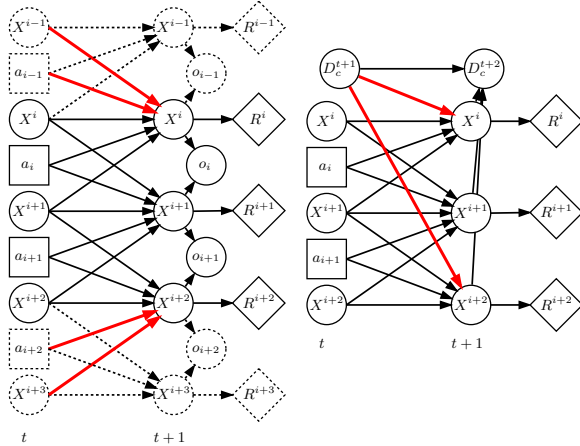 X^{i-1} X^{i-1} R^{i-1}
a_{i-1} o_{i-1}
X^i X^i R^i
a_i o_i
X^{i+1} X^{i+1} R^{i+1}
a_{i+1} o_{i+1}
X^{i+2} X^{i+2} R^{i+2}
a_{i+2} o_{i+2}
X^{i+3} X^{i+3} R^{i+3}
t t+1
D_c^{t+1} D_c^{t+2}
X^i X^i R^i
a_i
X^{i+1} X^{i+1} R^{i+1}
a_{i+1}
X^{i+2} X^{i+2} R^{i+2}
t t+1